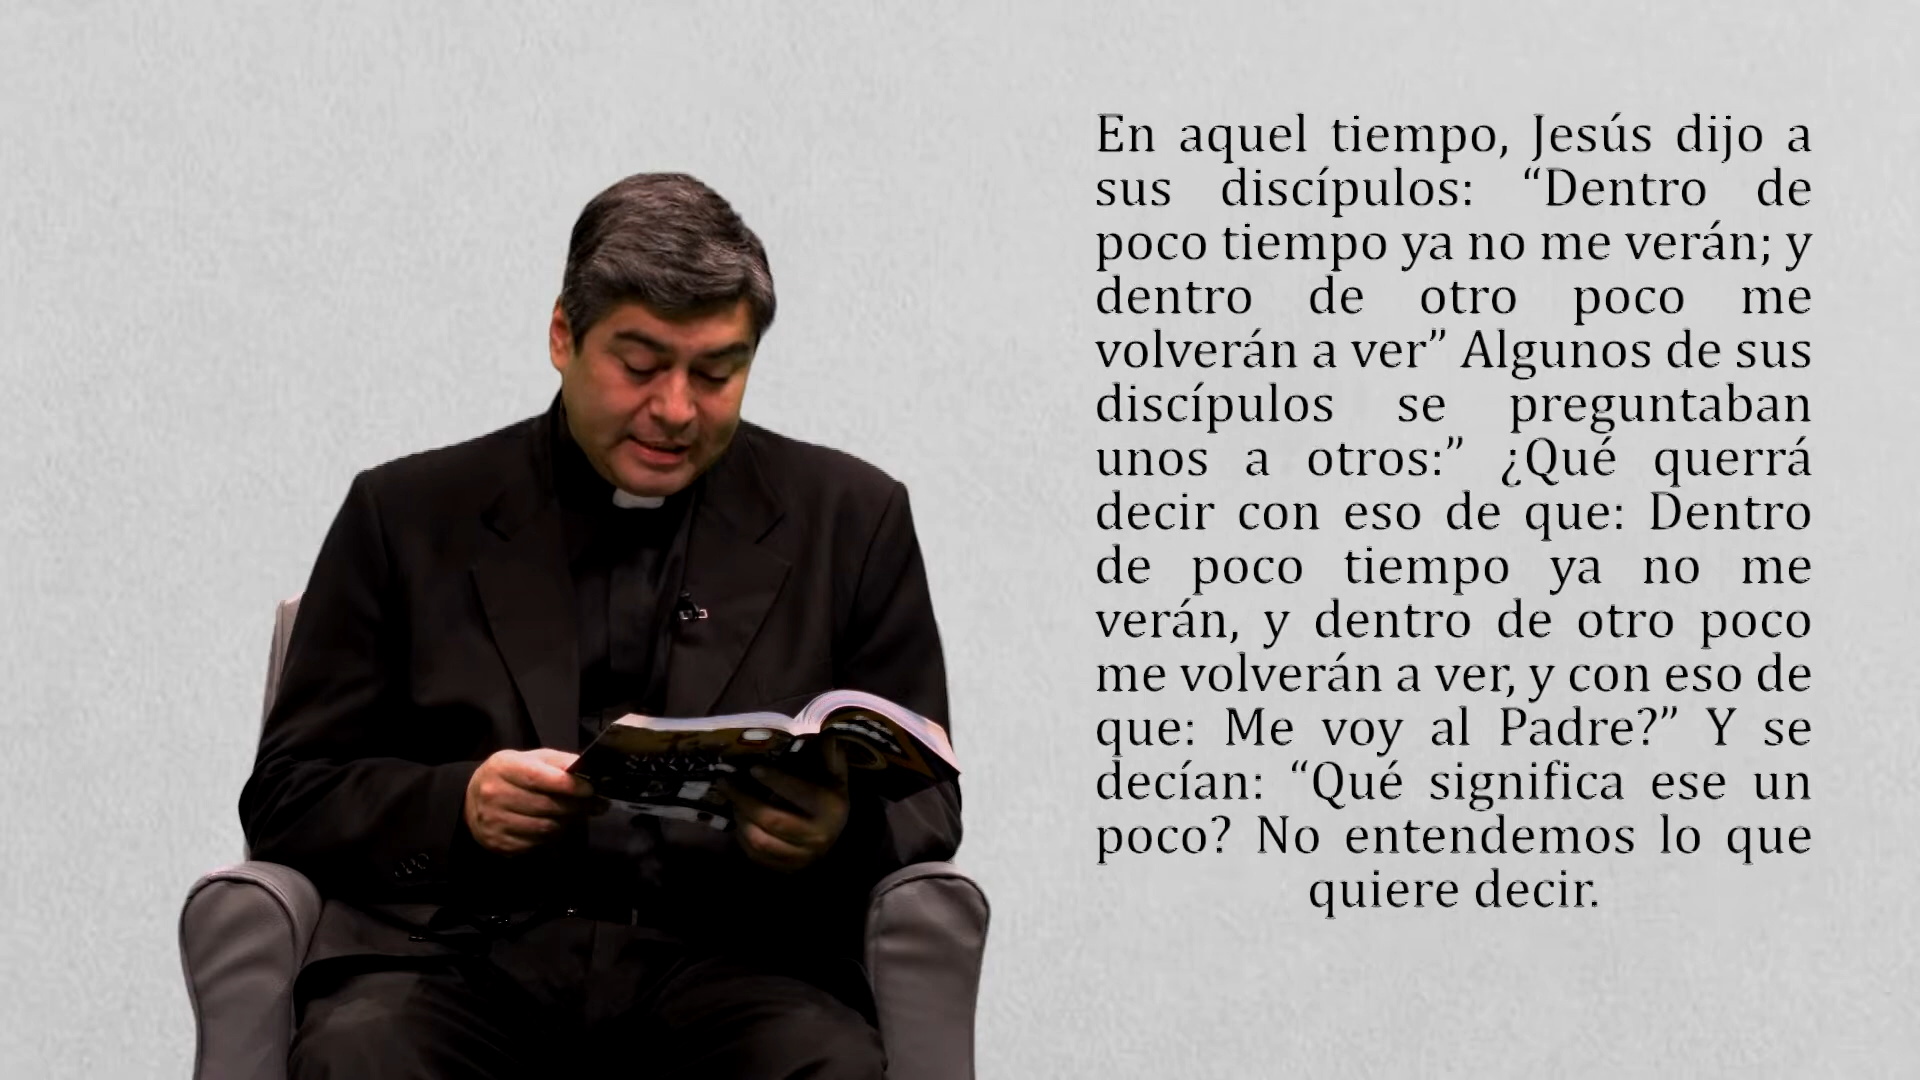 En aquel tiempo, Jesús dijo a
sus discípulos: “Dentro de
poco tiempo ya no me verán; y
dentro de otro poco me
volverán a ver” Algunos de sus
discípulos se preguntaban
unos a otros:” ¿Qué querrá
decir con eso de que: Dentro
de poco tiempo ya no me
verán, y dentro de otro poco
me volverán a ver, y con eso de
que: Me voy al Padre?” Y se
decían: “Qué significa ese un
poco? No entendemos lo que
quiere decir.